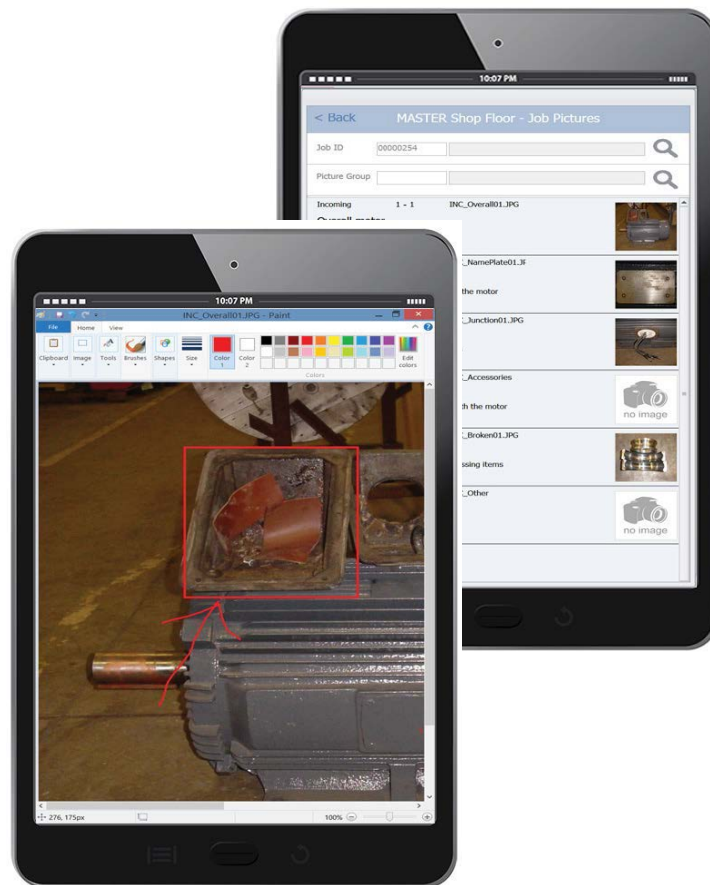 10:07 PM
< Back MASTER Shop Floor - Job Pictures
Job ID 00000254
Picture Group
Incoming 1 - 1 INC_Overall01.JPG
Overall motor
_NamePlate01.JP
the motor
_Junction01.JPG
_Accessories
no image
th the motor
_Broken01.JPG
ssing items
_Other
no image
10:07 PM
INC_Overall01.JPG - Paint
File Home View
Clipboard Image Tools Brushes Shapes Size Color 1 Color 2 Edit colors
Colors
276, 175px 100%